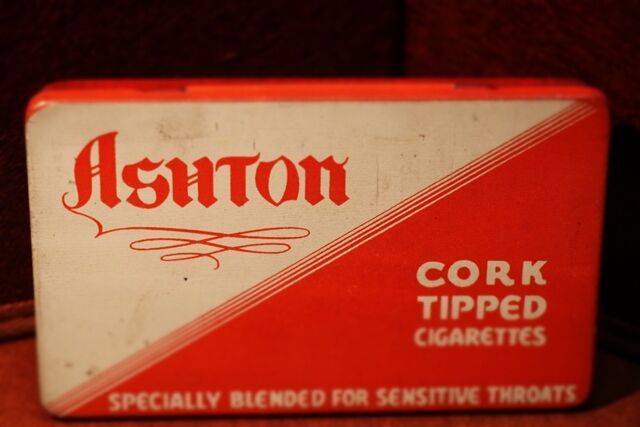 Ashton
CORK
TIPPED
CIGARETTES
SPECIALLY BLENDED FOR SENSITIVE THROATS